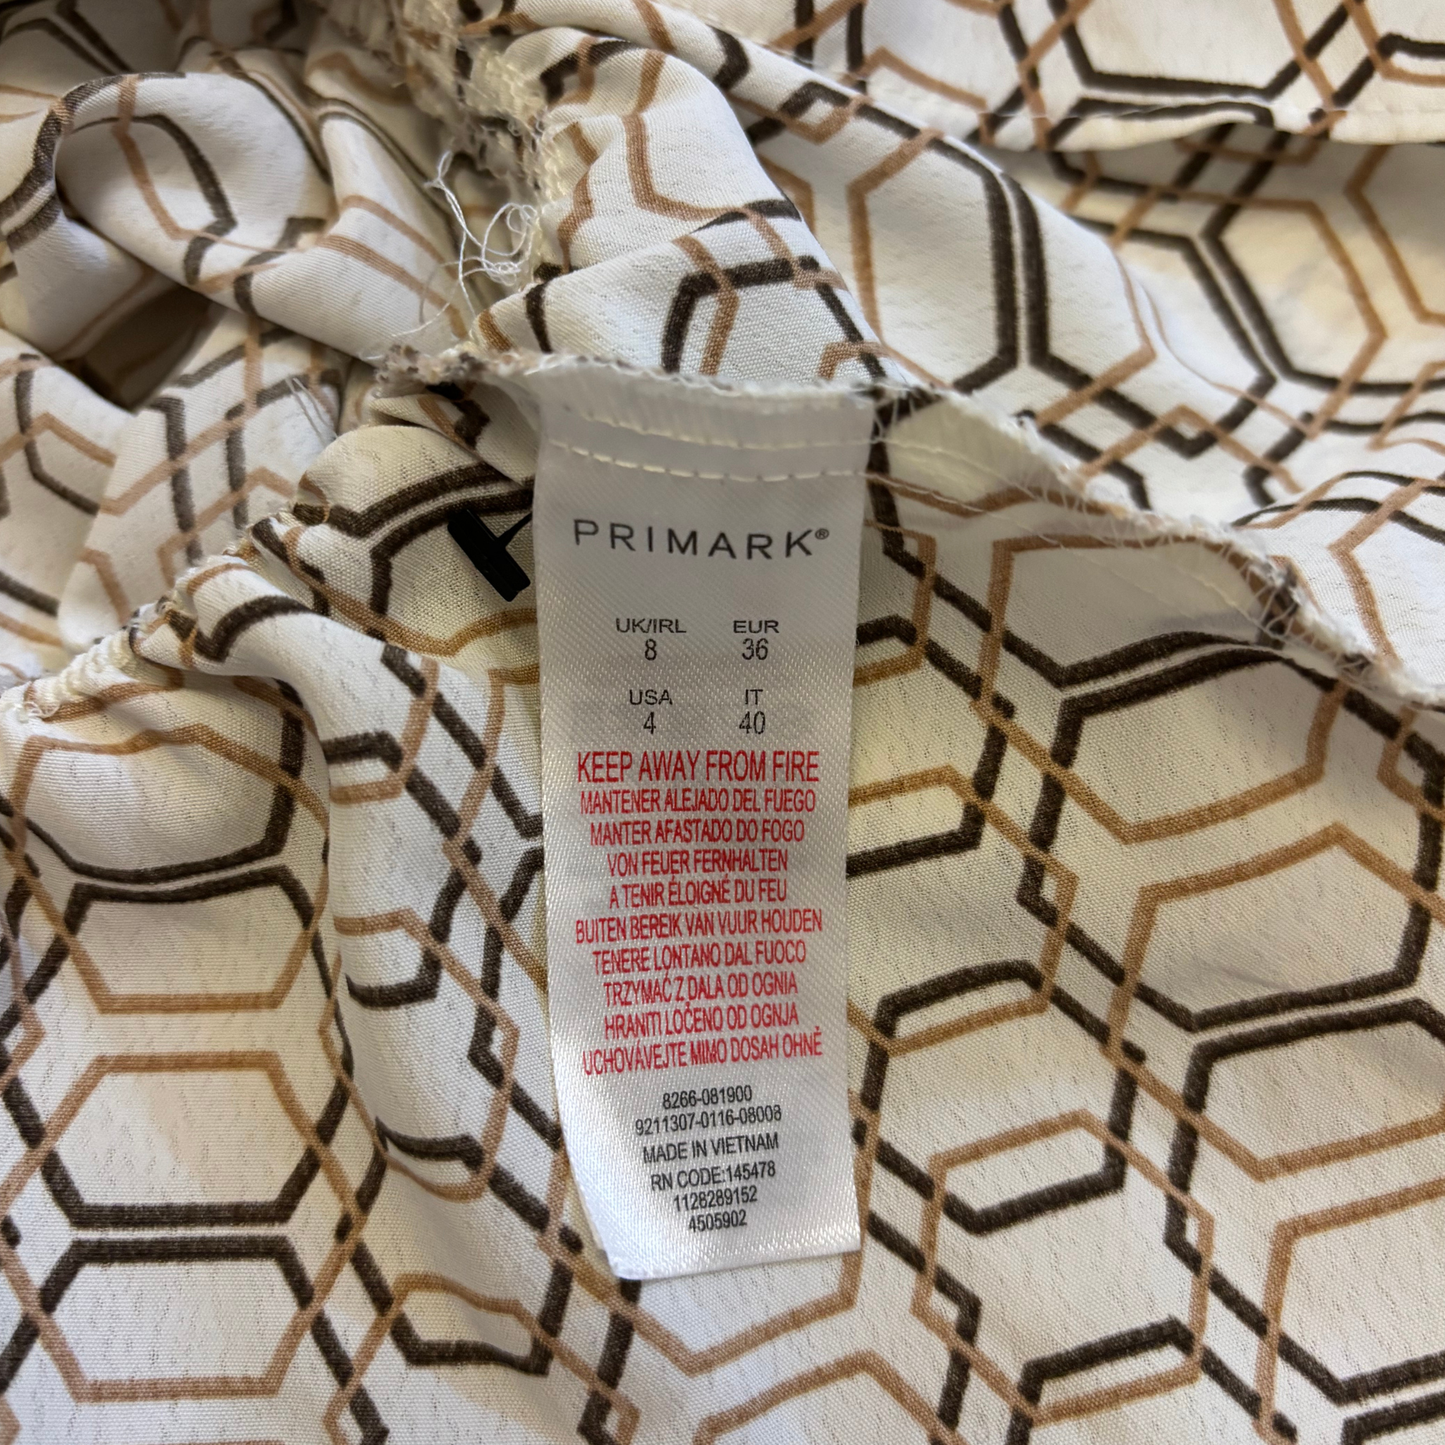 PRIMARK®
UK/IRL EUR
8 36
USA IT
4 40
KEEP AWAY FROM FIRE
MANTENER ALEJADO DEL FUEGO
MANTER AFASTADO DO FOGO
VON FEUER FERNHALTEN
A TENIR ÉLOIGNÉ DU FEU
BUITEN BEREIK VAN VUUR HOUDEN
TENERE LONTANO DAL FUOCO
TRZYMAĆ Z DALA OD OGNIA
HRANITI LOČENO OD OGNJA
UCHOVÁVEJTE MIMO DOSAH OHNĚ
8266-081900
9211307-0116-08008
MADE IN VIETNAM
RN CODE:145478
1128289152
4505902